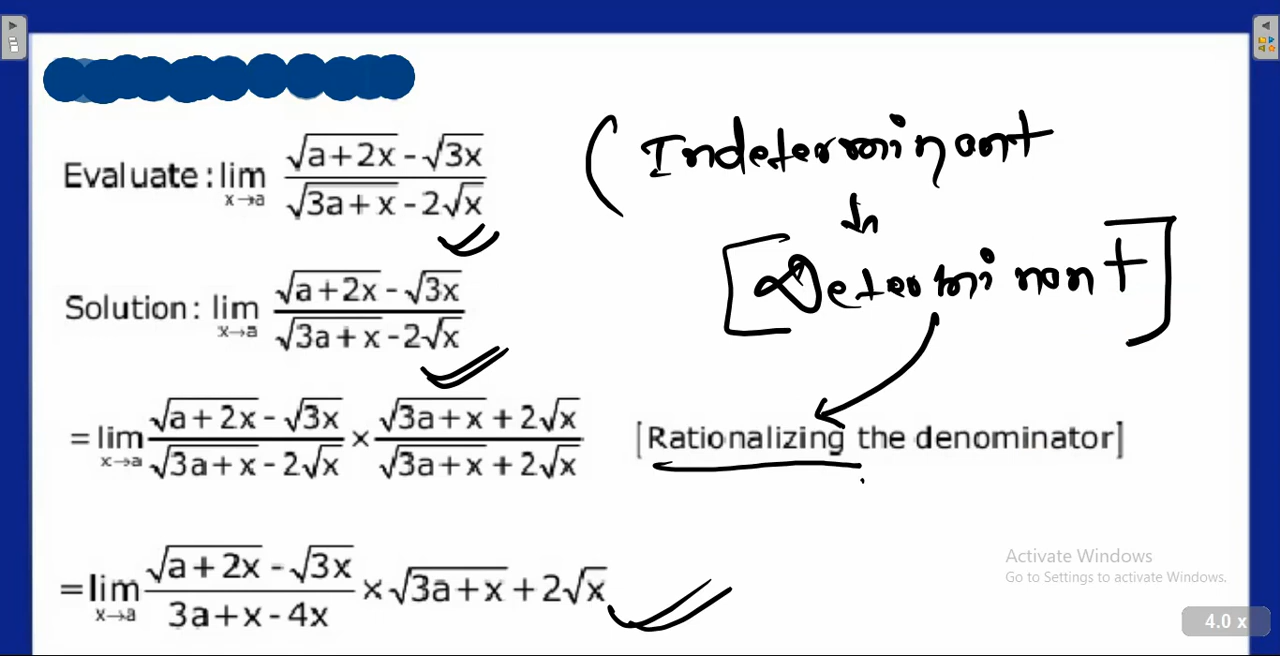 Evaluate : lim x→a (√(a+2x) - √3x)/(√(3a+x) - 2√x)
(Indeterminant
In
[Determinant]
Solution: lim x→a (√(a+2x) - √3x)/(√(3a+x) - 2√x)
= lim x→a (√(a+2x) - √3x)/(√(3a+x) - 2√x) × (√(3a+x) + 2√x)/(√(3a+x) + 2√x) [Rationalizing the denominator]
= lim x→a (√(a+2x) - √3x)/(3a+x-4x) × √(3a+x) + 2√x
Activate Windows
Go to Settings to activate Windows.
4.0 x